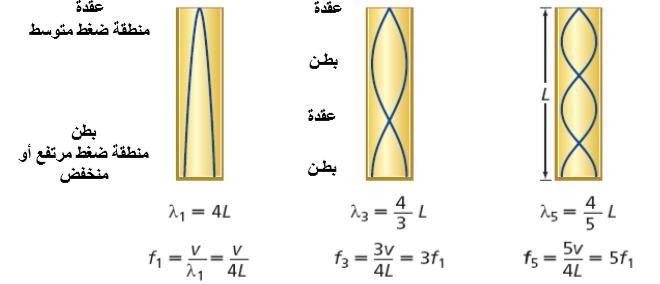 عقدة
منطقة ضغط متوسط
بطن
منطقة ضغط مرتفع أو
منخفض
λ₁ = 4L
f₁ = v/λ₁ = v/4L
عقدة
بطن
عقدة
بطن
λ₃ = 4/3 L
f₃ = 3v/4L = 3f₁
L
λ₅ = 4/5 L
f₅ = 5v/4L = 5f₁